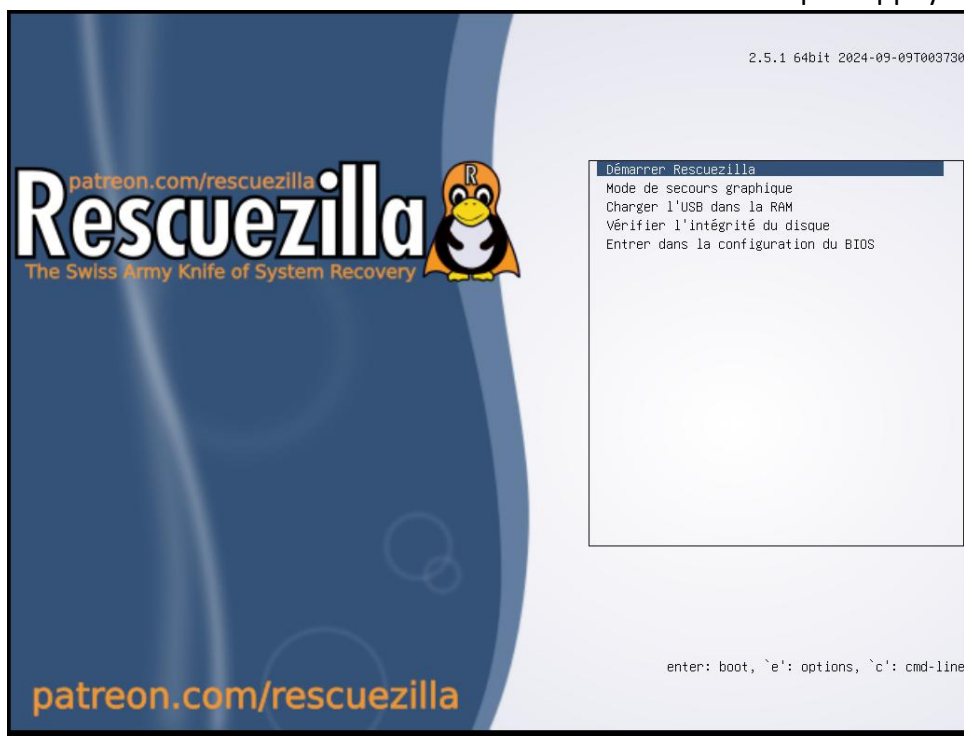 2.5.1 64bit 2024-09-09T003730
patreon.com/rescuezilla
Rescuezilla
R
The Swiss Army Knife of System Recovery
Démarrer Rescuezilla
Mode de secours graphique
Charger l'USB dans la RAM
Vérifier l'intégrité du disque
Entrer dans la configuration du BIOS
enter: boot, `e': options, `c': cmd-line
patreon.com/rescuezilla